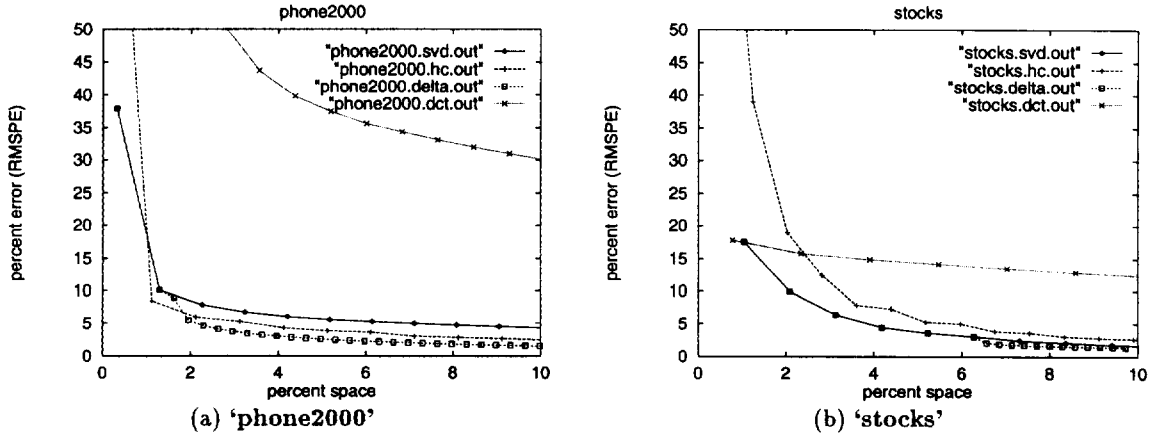 phone2000
percent error (RMSPE)
50
45
40
35
30
25
20
15
10
5
0
"phone2000.svd.out"
"phone2000.hc.out"
"phone2000.delta.out"
"phone2000.dct.out"
0 2 4 6 8 10
percent space
(a) 'phone2000'
stocks
percent error (RMSPE)
50
45
40
35
30
25
20
15
10
5
0
"stocks.svd.out"
"stocks.hc.out"
"stocks.delta.out"
"stocks.dct.out"
0 2 4 6 8 10
percent space
(b) 'stocks'